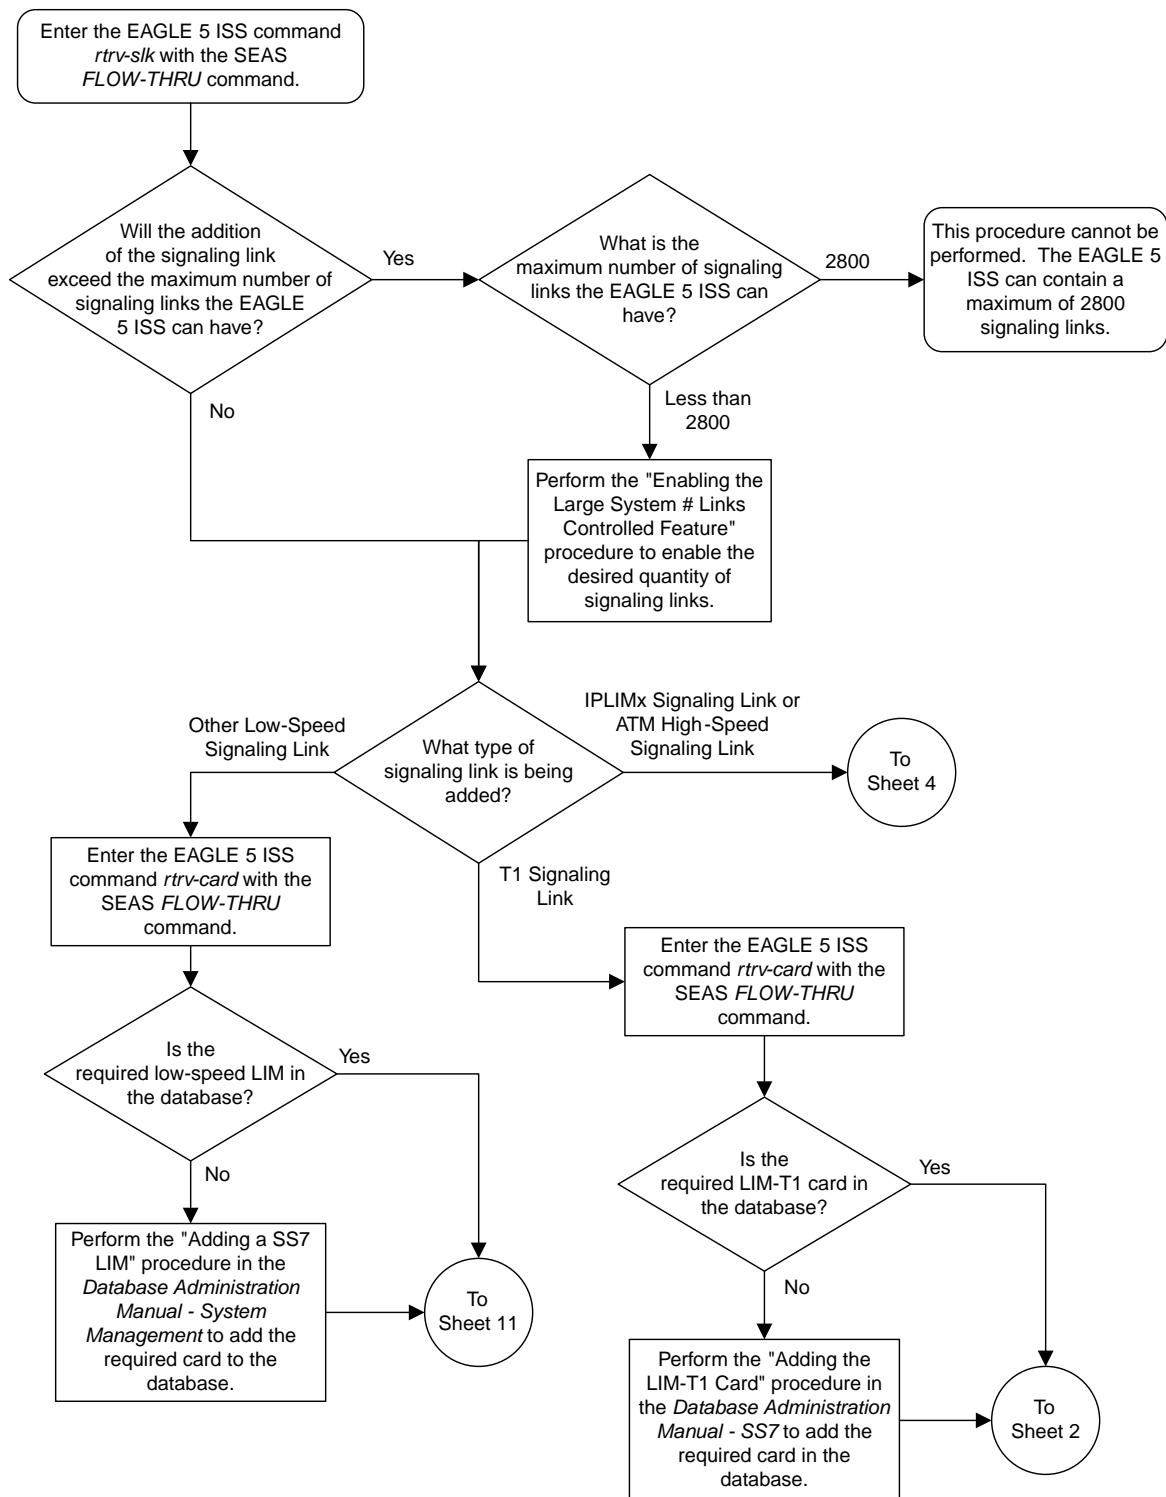 Enter the EAGLE 5 ISS command
rtrv-slk with the SEAS
FLOW-THRU command.
Will the addition
of the signaling link
exceed the maximum number of
signaling links the EAGLE
5 ISS can have?
Yes
What is the
maximum number of signaling
links the EAGLE 5 ISS can
have?
2800
This procedure cannot be
performed. The EAGLE 5
ISS can contain a
maximum of 2800
signaling links.
No
Less than
2800
Perform the "Enabling the
Large System # Links
Controlled Feature"
procedure to enable the
desired quantity of
signaling links.
Other Low-Speed
Signaling Link
What type of
signaling link is being
added?
IPLIMx Signaling Link or
ATM High-Speed
Signaling Link
To
Sheet 4
T1 Signaling
Link
Enter the EAGLE 5 ISS
command rtrv-card with the
SEAS FLOW-THRU
command.
Enter the EAGLE 5 ISS
command rtrv-card with the
SEAS FLOW-THRU
command.
Is the
required low-speed LIM in
the database?
Yes
No
Is the
required LIM-T1 card in
the database?
Yes
No
Perform the "Adding a SS7
LIM" procedure in the
Database Administration
Manual - System
Management to add the
required card to the
database.
To
Sheet 11
Perform the "Adding the
LIM-T1 Card" procedure in
the Database Administration
Manual - SS7 to add the
required card in the
database.
To
Sheet 2